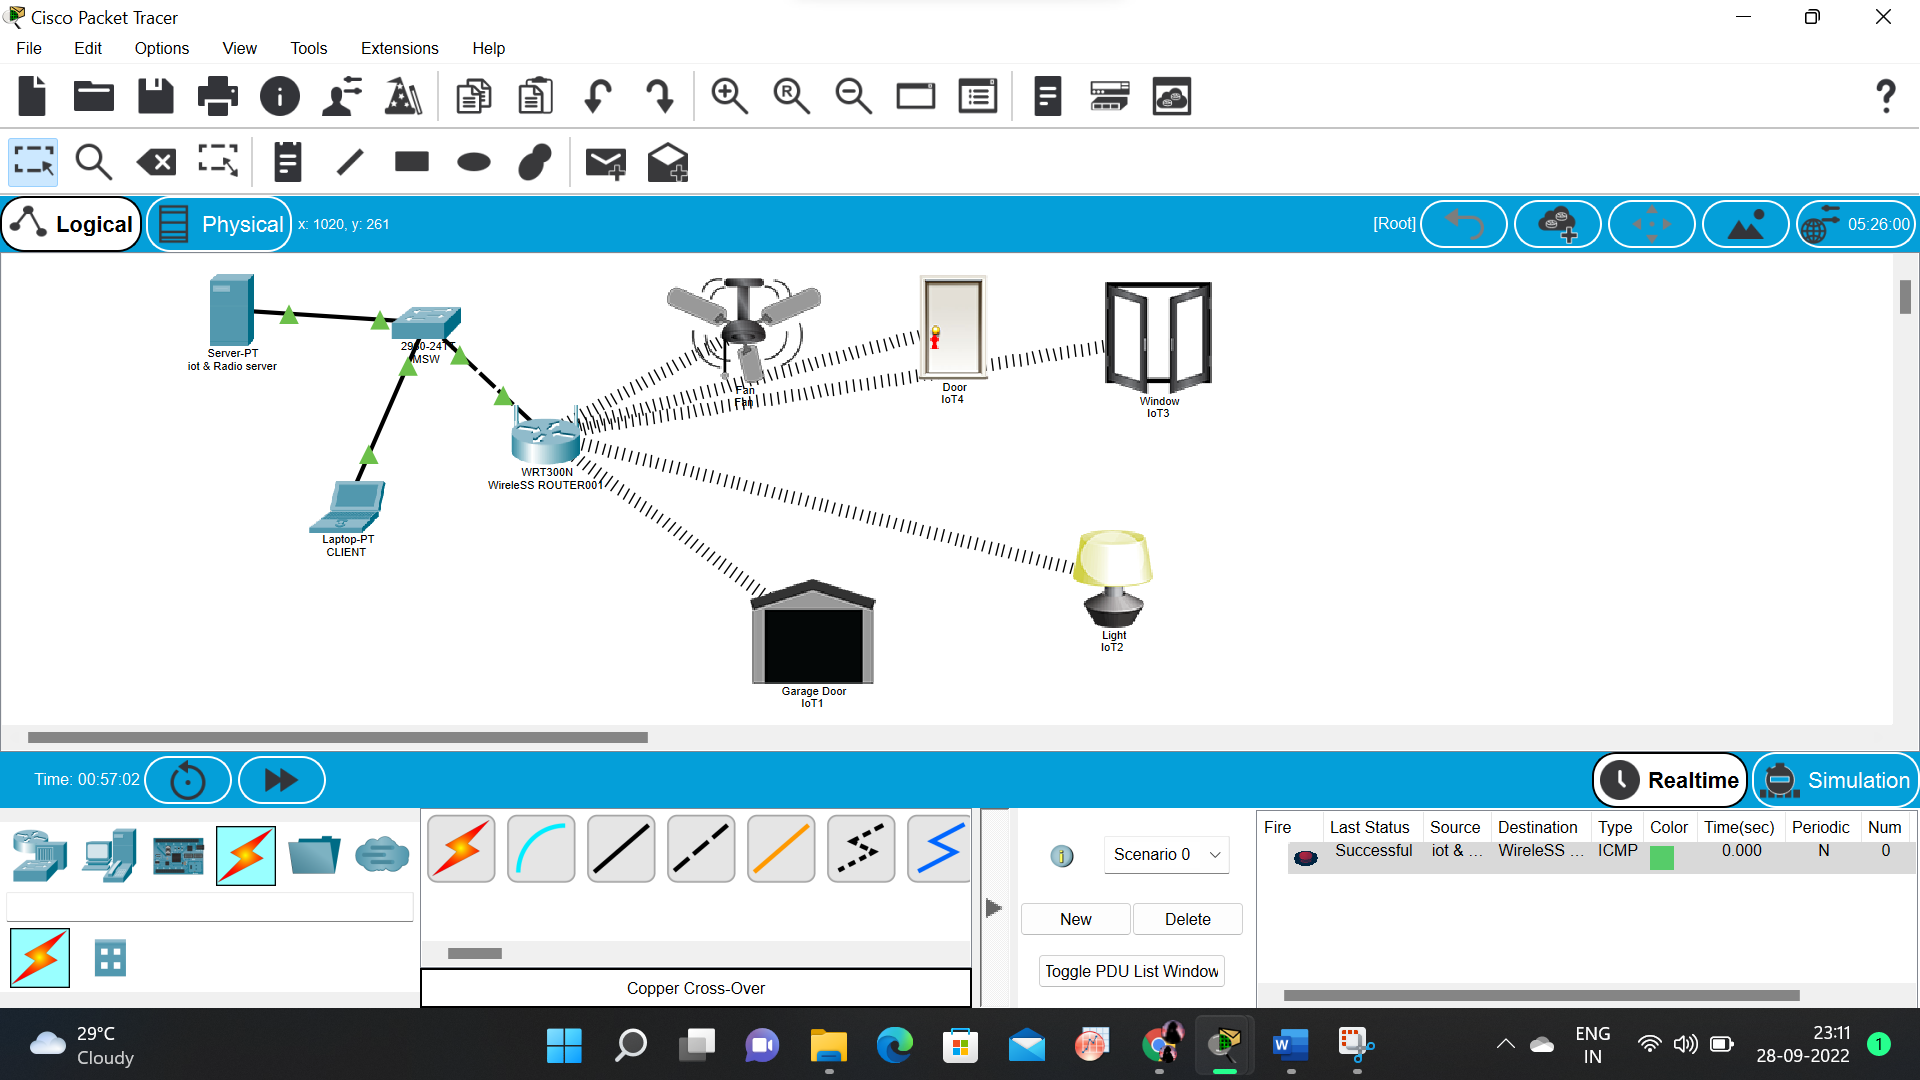 Cisco Packet Tracer
File Edit Options View Tools Extensions Help
Logical Physical x: 1020, y: 261 [Root] 05:26:00
Server-PT
iot & Radio server
2960-24TT
MSW
Laptop-PT
CLIENT
WRT300N
WireleSS ROUTER001
Fan
Fan
Door
IoT4
Window
IoT3
Light
IoT2
Garage Door
IoT1
Time: 00:57:02 Realtime Simulation
Scenario 0
New Delete
Toggle PDU List Window
Copper Cross-Over
Fire Last Status Source Destination Type Color Time(sec) Periodic Num
Successful iot & ... WireleSS ... ICMP 0.000 N 0
29°C
Cloudy
ENG
IN
23:11
28-09-2022
1